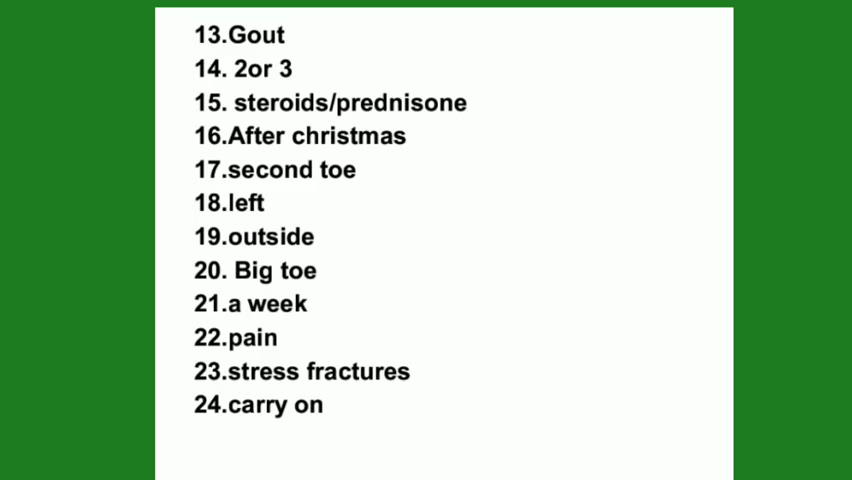 13.Gout
14. 2or 3
15. steroids/prednisone
16.After christmas
17.second toe
18.left
19.outside
20. Big toe
21.a week
22.pain
23.stress fractures
24.carry on